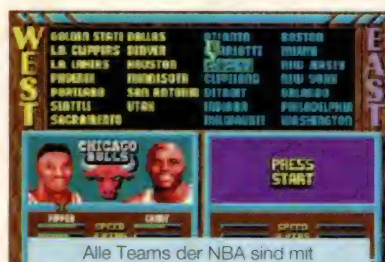 WEST
EAST
GOLDEN STATE DALLAS ATLANTA BOSTON
L.A. CLIPPERS DENVER CHARLOTTE MIAMI
L.A. LAKERS HOUSTON NEW JERSEY
PHOENIX MINNESOTA CLEVELAND NEW YORK
PORTLAND SAN ANTONIO DETROIT ORLANDO
SEATTLE UTAH INDIANA PHILADELPHIA
SACRAMENTO MILWAUKEE WASHINGTON
CHICAGO
BULLS
PRESS
START
PIPPEN GRANT
SPEED SPEED
Alle Teams der NBA sind mit